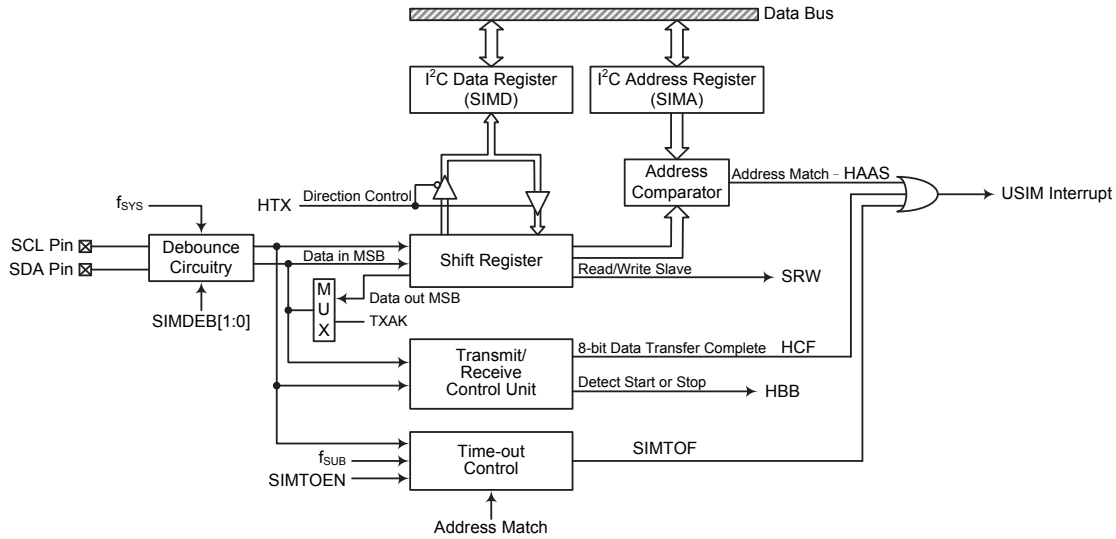 Data Bus
I²C Data Register
(SIMD)
I²C Address Register
(SIMA)
Address
Comparator
Address Match – HAAS
USIM Interrupt
HTX
Direction Control
fSYS
SCL Pin
SDA Pin
Debounce
Circuitry
SIMDEB[1:0]
Data in MSB
Shift Register
Read/Write Slave
SRW
M
U
X
Data out MSB
TXAK
Transmit/
Receive
Control Unit
8-bit Data Transfer Complete
HCF
Detect Start or Stop
HBB
Time-out
Control
fSUB
SIMTOEN
SIMTOF
Address Match